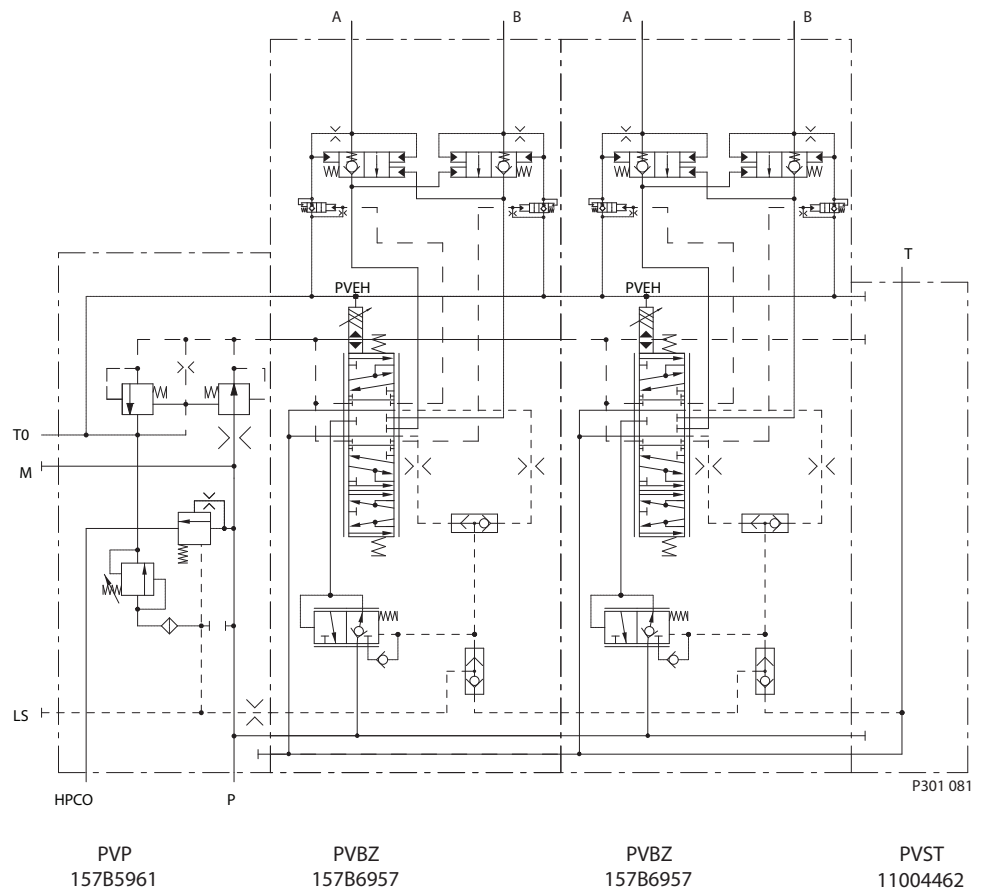 A B A B
T
PVEH PVEH
T0
M
LS
P301 081
HPCO P
PVP PVBZ PVBZ PVST
157B5961 157B6957 157B6957 11004462